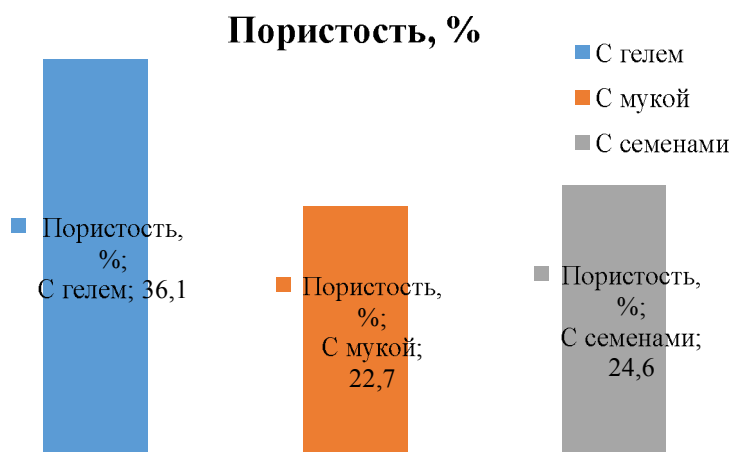 Пористость, %
С гелем
С мукой
С семенами
Пористость,
%;
С гелем; 36,1
Пористость,
%;
С мукой;
22,7
Пористость,
%;
С семенами;
24,6